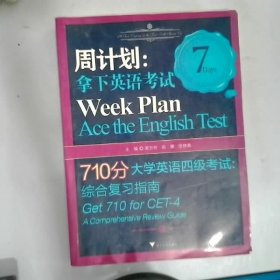 周计划:
拿下英语考试
7
Days
Week Plan
Ace the English Test
主 编
710分 大学英语四级考试:
综合复习指南
Get 710 for CET-4
A Comprehensive Review Guide